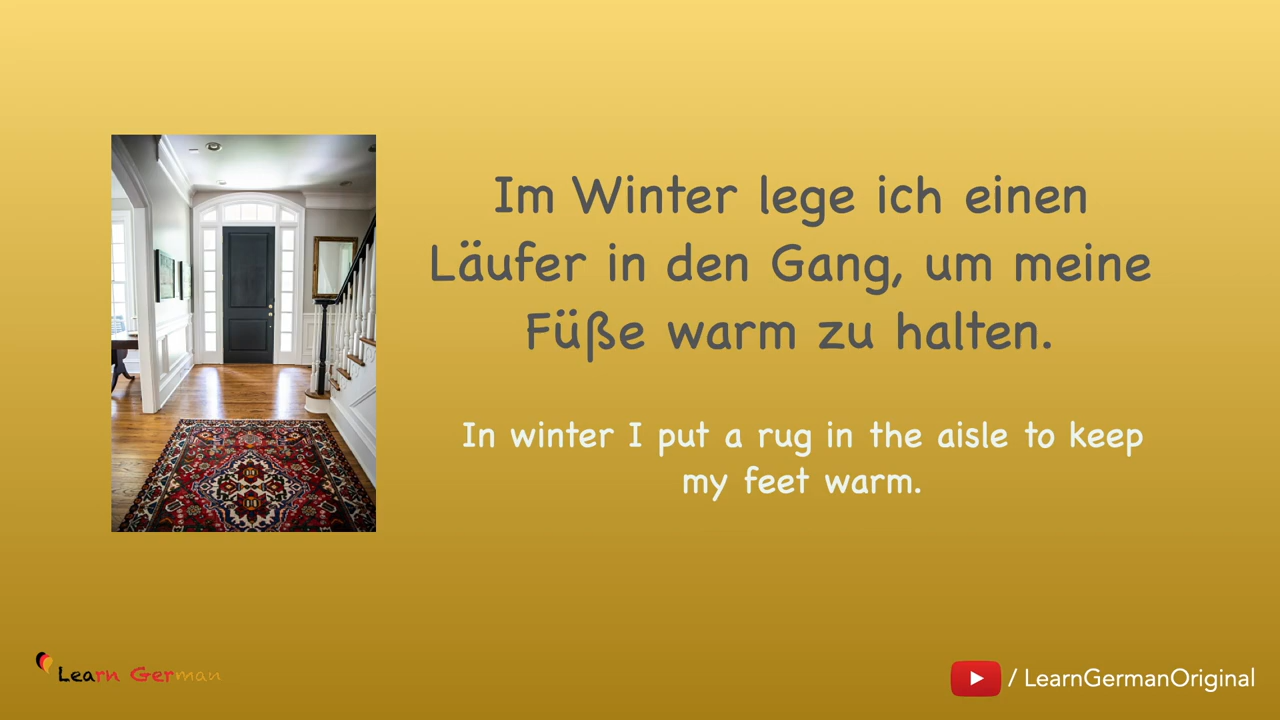 Im Winter lege ich einen
Läufer in den Gang, um meine
Füße warm zu halten.
In winter I put a rug in the aisle to keep
my feet warm.
Learn German
/ LearnGermanOriginal